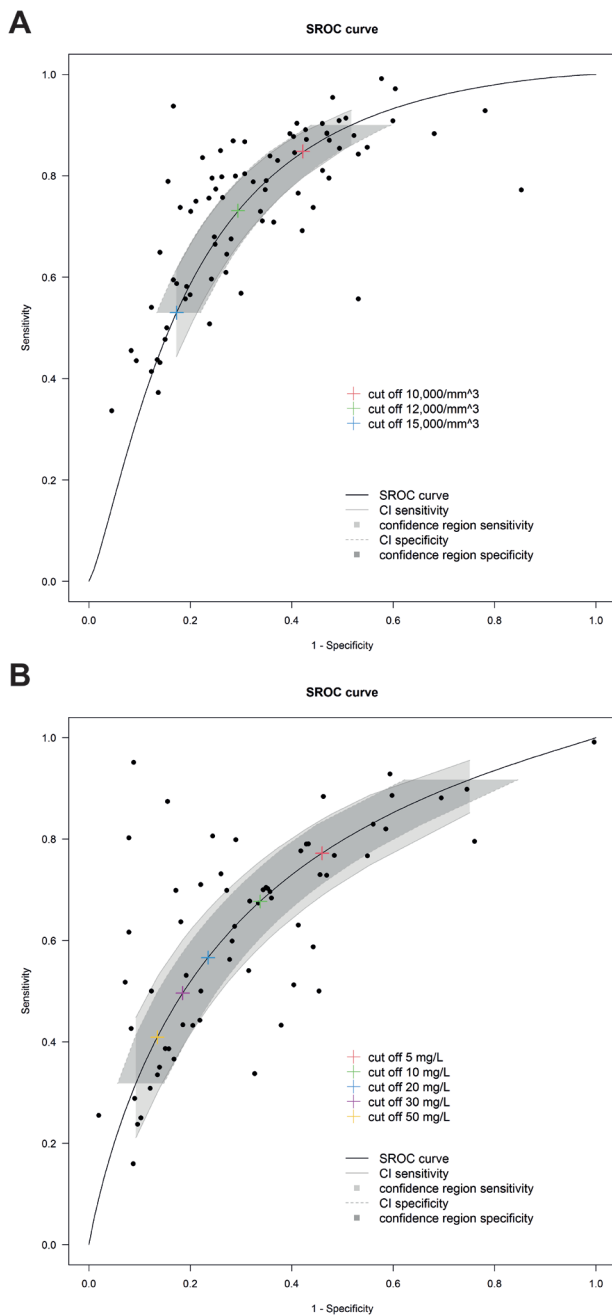 A
SROC curve
1.0
0.8
0.6
0.4
0.2
0.0
Sensitivity
cut off 10,000/mm^3
cut off 12,000/mm^3
cut off 15,000/mm^3
SROC curve
CI sensitivity
confidence region sensitivity
CI specificity
confidence region specificity
0.0 0.2 0.4 0.6 0.8 1.0
1 - Specificity
B
SROC curve
1.0
0.8
0.6
0.4
0.2
0.0
Sensitivity
cut off 5 mg/L
cut off 10 mg/L
cut off 20 mg/L
cut off 30 mg/L
cut off 50 mg/L
SROC curve
CI sensitivity
confidence region sensitivity
CI specificity
confidence region specificity
0.0 0.2 0.4 0.6 0.8 1.0
1 - Specificity